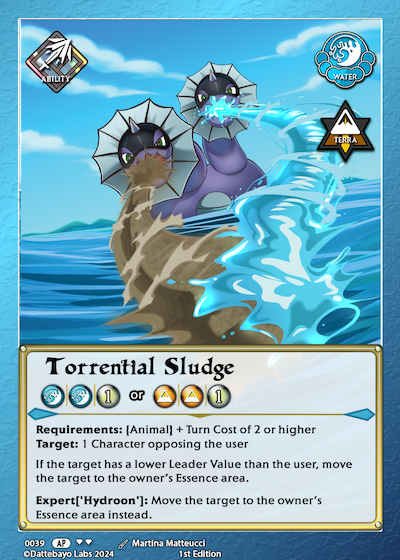 ABILITY
WATER
TERRA
Torrential Sludge
1 or 1
Requirements: {Animal} + Turn Cost of 2 or higher
Target: 1 Character opposing the user
If the target has a lower Leader Value than the user, move
the target to the owner's Essence area.
Expert['Hydroon']: Move the target to the owner's
Essence area instead.
0039 AP Martina Matteucci
©Dattebayo Labs 2024 1st Edition